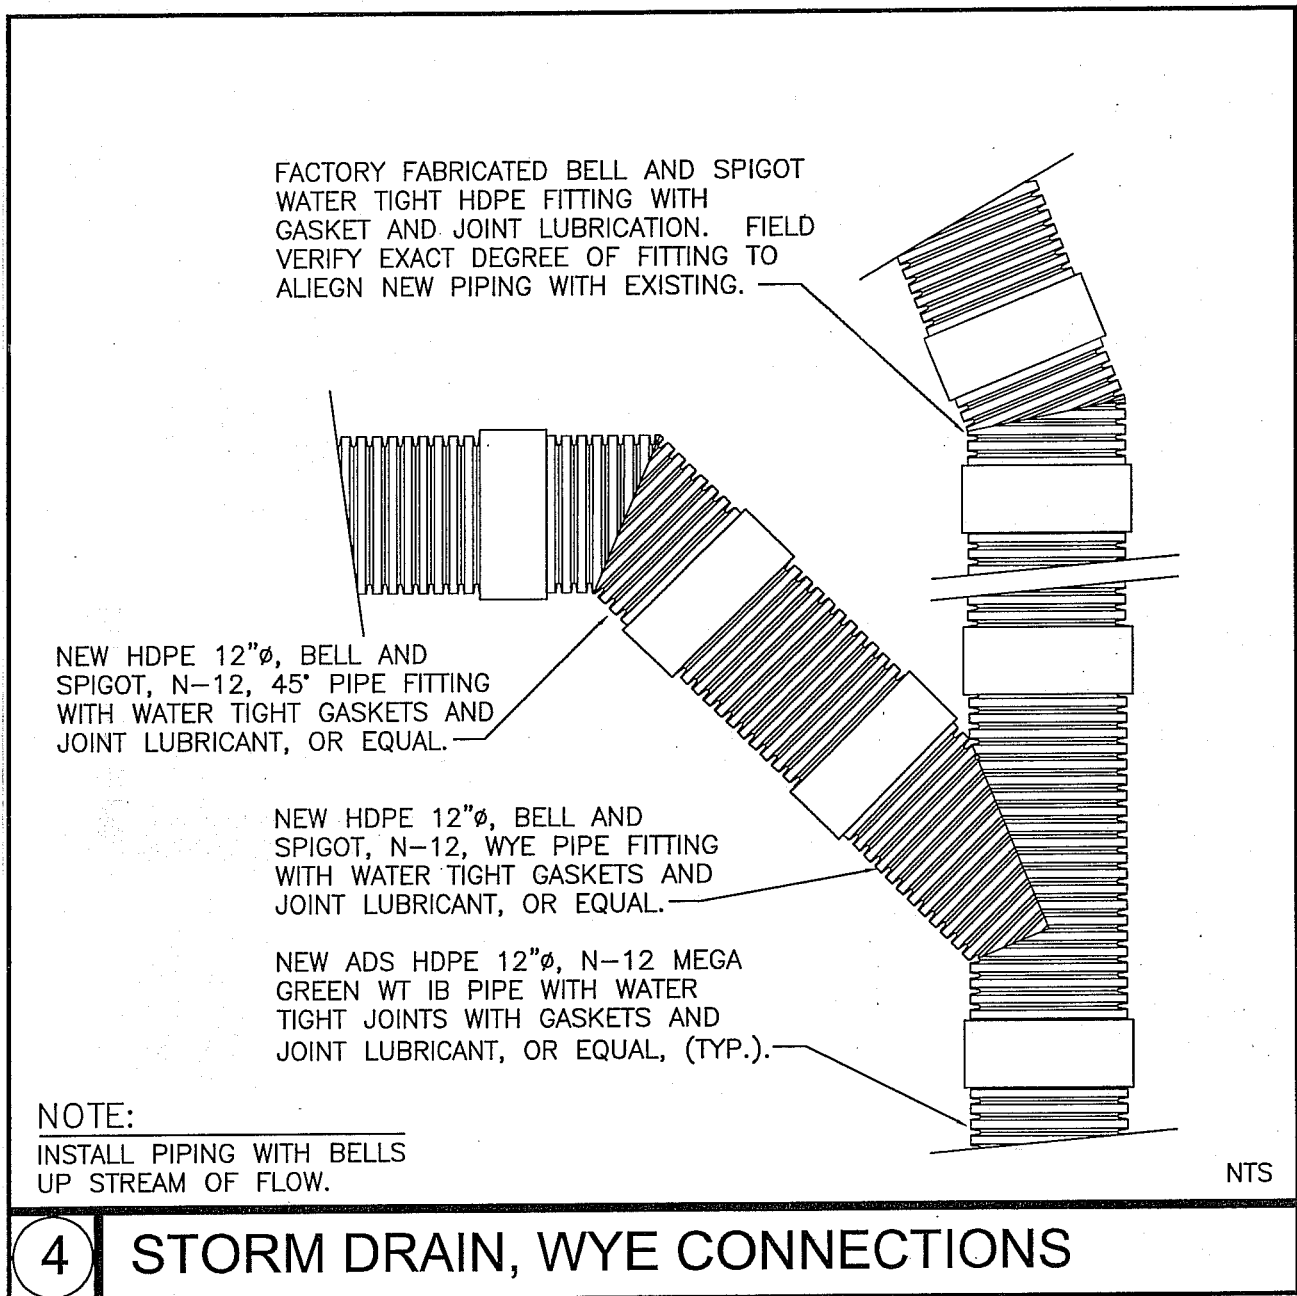 FACTORY FABRICATED BELL AND SPIGOT
WATER TIGHT HDPE FITTING WITH
GASKET AND JOINT LUBRICATION. FIELD
VERIFY EXACT DEGREE OF FITTING TO
ALIEGN NEW PIPING WITH EXISTING.
NEW HDPE 12"ø, BELL AND
SPIGOT, N-12, 45° PIPE FITTING
WITH WATER TIGHT GASKETS AND
JOINT LUBRICANT, OR EQUAL.
NEW HDPE 12"ø, BELL AND
SPIGOT, N-12, WYE PIPE FITTING
WITH WATER TIGHT GASKETS AND
JOINT LUBRICANT, OR EQUAL.
NEW ADS HDPE 12"ø, N-12 MEGA
GREEN WT IB PIPE WITH WATER
TIGHT JOINTS WITH GASKETS AND
JOINT LUBRICANT, OR EQUAL, (TYP.).
NOTE:
INSTALL PIPING WITH BELLS
UP STREAM OF FLOW.
NTS
4 STORM DRAIN, WYE CONNECTIONS